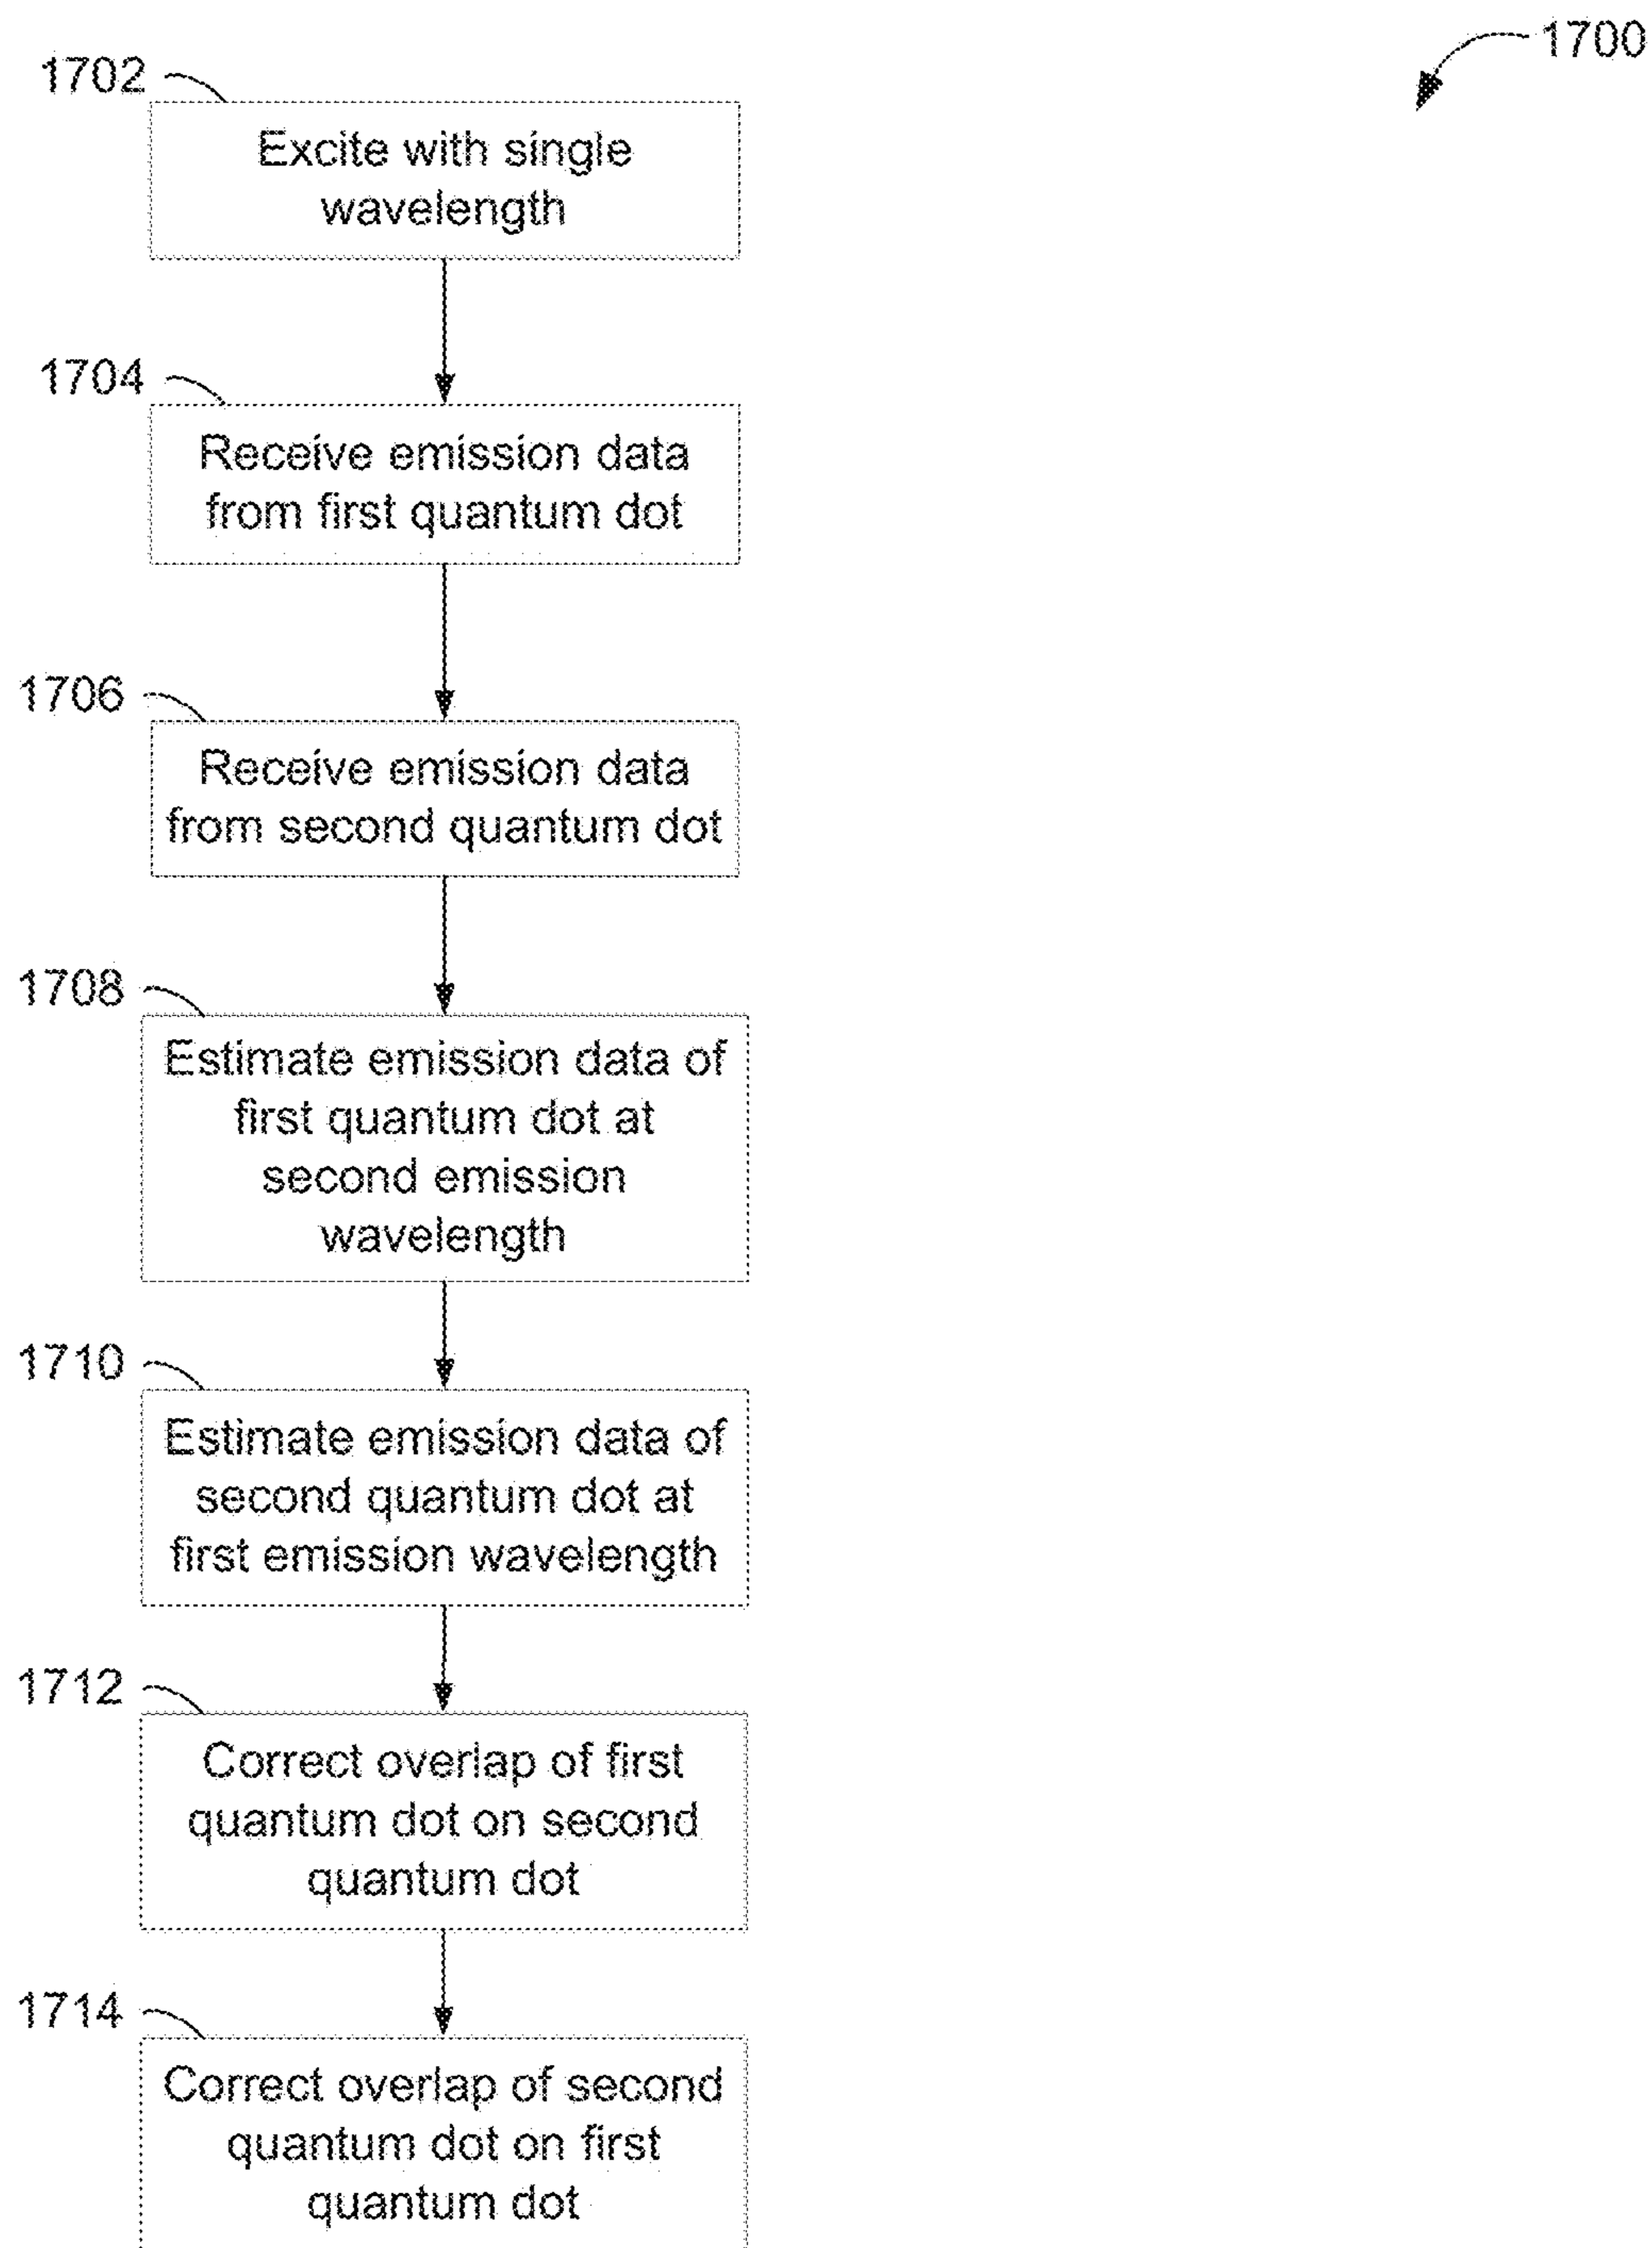 1700
1702
Excite with single
wavelength
1704
Receive emission data
from first quantum dot
1706
Receive emission data
from second quantum dot
1708
Estimate emission data of
first quantum dot at
second emission
wavelength
1710
Estimate emission data of
second quantum dot at
first emission wavelength
1712
Correct overlap of first
quantum dot on second
quantum dot
1714
Correct overlap of second
quantum dot on first
quantum dot